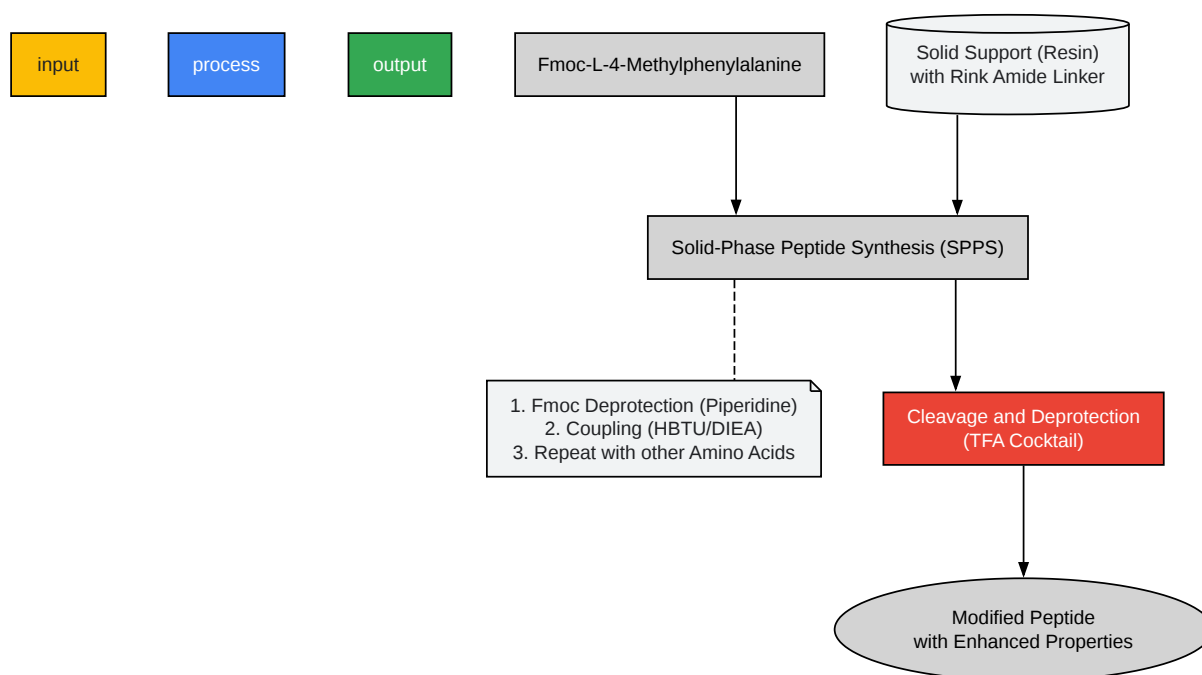 input
process
output
Fmoc-L-4-Methylphenylalanine
Solid Support (Resin)
with Rink Amide Linker
Solid-Phase Peptide Synthesis (SPPS)
1. Fmoc Deprotection (Piperidine)
2. Coupling (HBTU/DIEA)
3. Repeat with other Amino Acids
Cleavage and Deprotection
(TFA Cocktail)
Modified Peptide
with Enhanced Properties